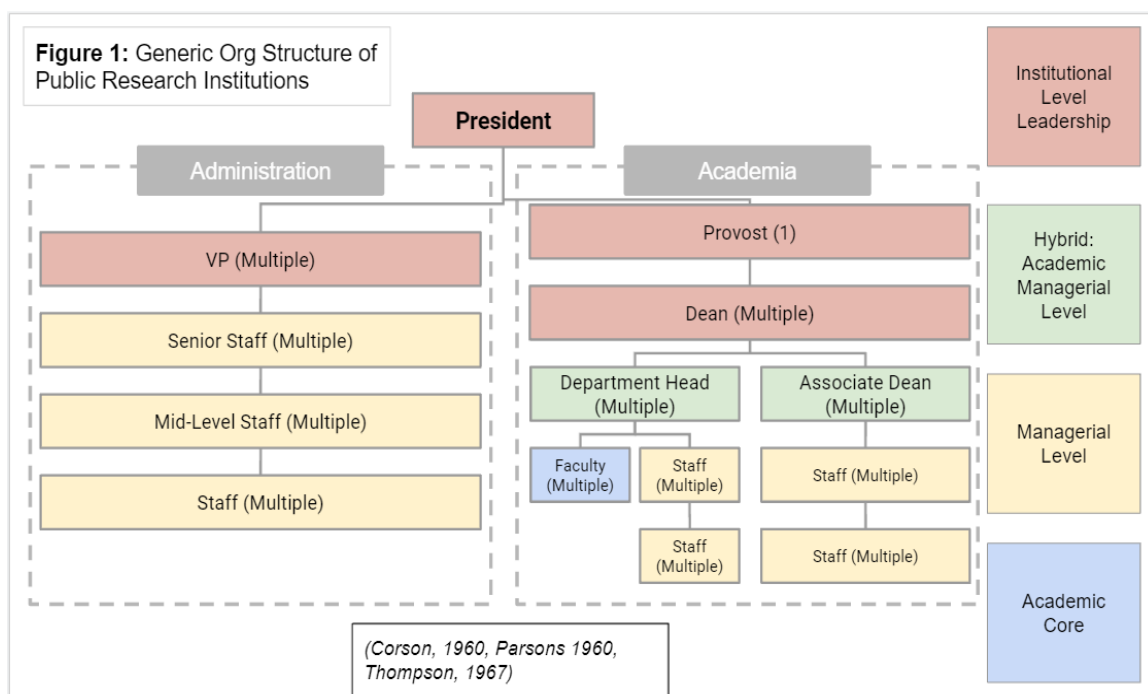 Figure 1: Generic Org Structure of
Public Research Institutions
President
Administration
VP (Multiple)
Senior Staff (Multiple)
Mid-Level Staff (Multiple)
Staff (Multiple)
Academia
Provost (1)
Dean (Multiple)
Department Head
(Multiple)
Associate Dean
(Multiple)
Faculty
(Multiple)
Staff
(Multiple)
Staff (Multiple)
Staff
(Multiple)
Staff (Multiple)
Institutional
Level
Leadership
Hybrid:
Academic
Managerial
Level
Managerial
Level
Academic
Core
(Corson, 1960, Parsons 1960,
Thompson, 1967)